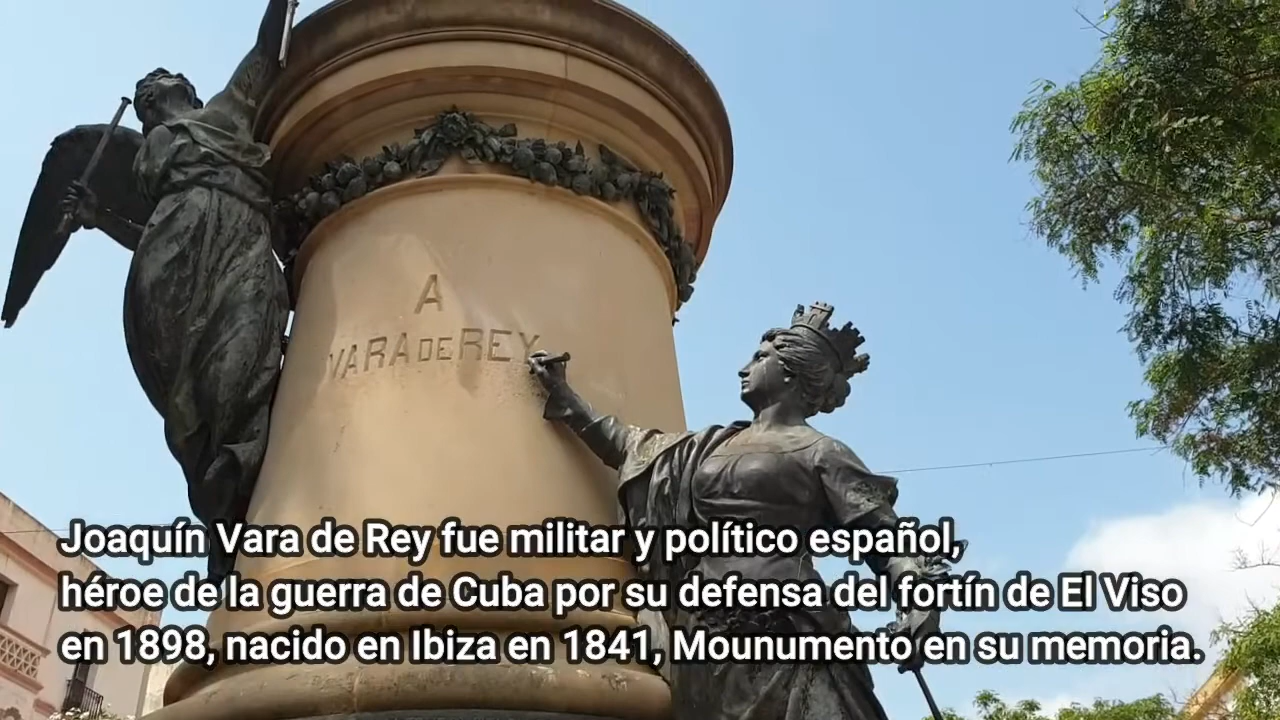 A
VARA DE REY
Joaquín Vara de Rey fue militar y político español,
héroe de la guerra de Cuba por su defensa del fortín de El Viso
en 1898, nacido en Ibiza en 1841, Mounumento en su memoria.